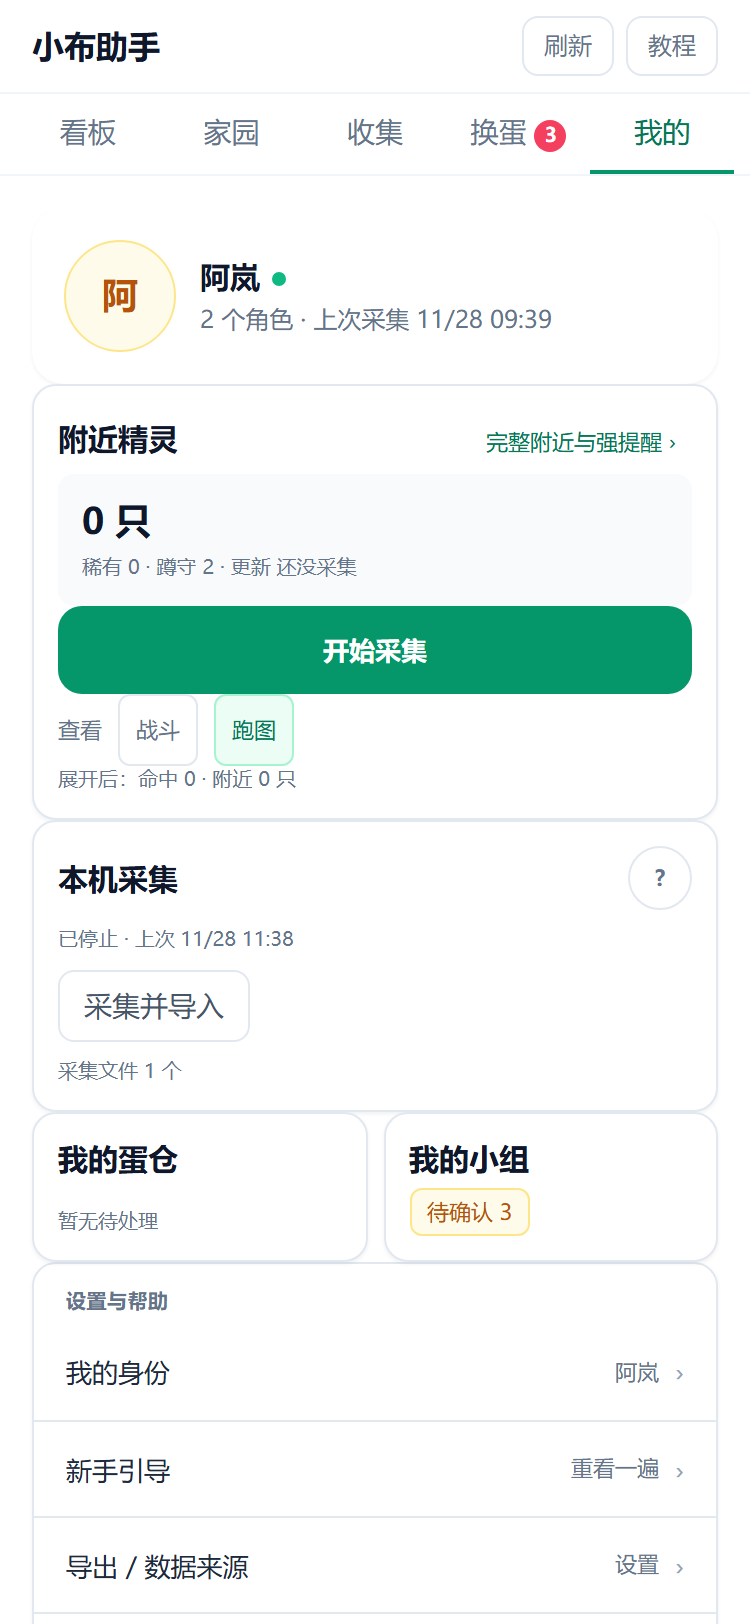 小布助手
刷新
教程
看板
家园
收集
换蛋 3
我的
阿
阿岚
2 个角色 · 上次采集 11/28 09:39
附近精灵
完整附近与强提醒 ›
0 只
稀有 0 · 蹲守 2 · 更新 还没采集
开始采集
查看 战斗 跑图
展开后：命中 0 · 附近 0 只
本机采集
?
已停止 · 上次 11/28 11:38
采集并导入
采集文件 1 个
我的蛋仓
暂无待处理
我的小组
待确认 3
设置与帮助
我的身份 阿岚 ›
新手引导 重看一遍 ›
导出 / 数据来源 设置 ›